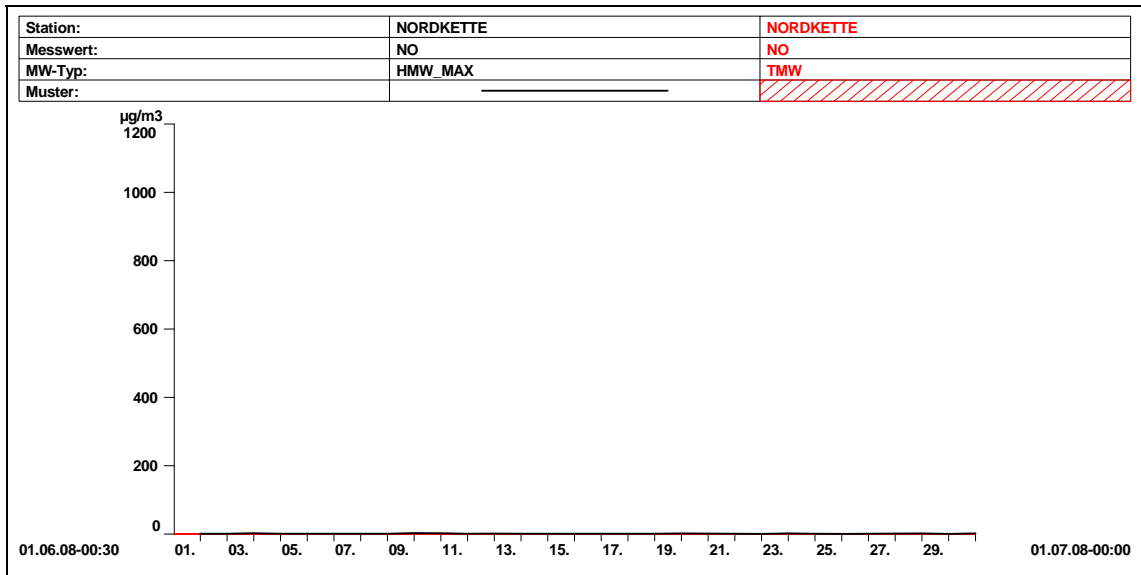 Station: NORDKETTE NORDKETTE
Messwert: NO NO
MW-Typ: HMW_MAX TMW
Muster:
µg/m3
1200
1000
800
600
400
200
0
01.06.08-00:30 01. 03. 05. 07. 09. 11. 13. 15. 17. 19. 21. 23. 25. 27. 29. 01.07.08-00:00